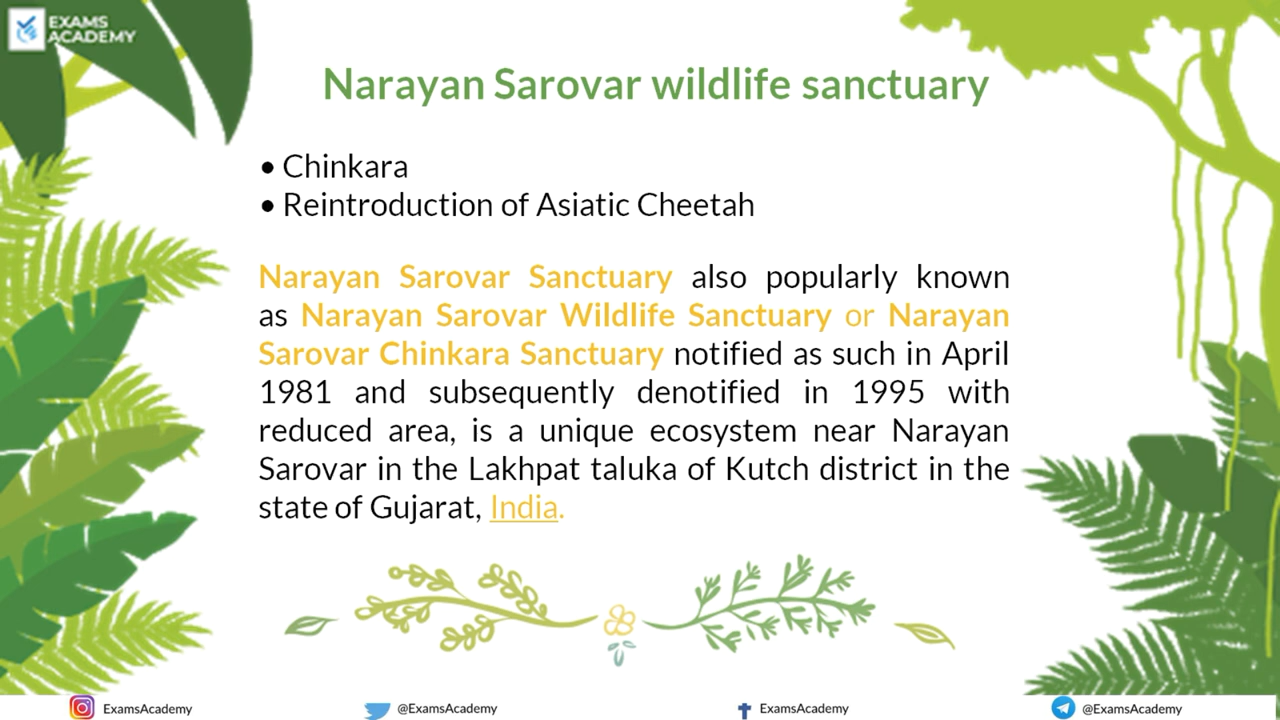 EXAMS
ACADEMY
Narayan Sarovar wildlife sanctuary
• Chinkara
• Reintroduction of Asiatic Cheetah
Narayan Sarovar Sanctuary also popularly known
as Narayan Sarovar Wildlife Sanctuary or Narayan
Sarovar Chinkara Sanctuary notified as such in April
1981 and subsequently denotified in 1995 with
reduced area, is a unique ecosystem near Narayan
Sarovar in the Lakhpat taluka of Kutch district in the
state of Gujarat, India.
ExamsAcademy
@ExamsAcademy
ExamsAcademy
@ExamsAcademy